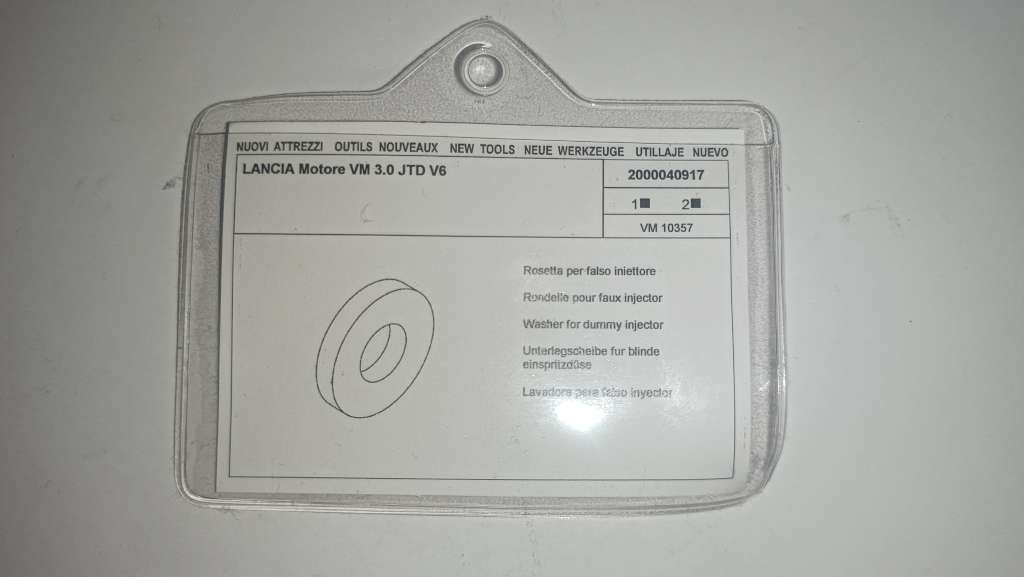 NUOVI ATTREZZI OUTILS NOUVEAUX NEW TOOLS NEUE WERKZEUGE UTILLAJE NUEVO
LANCIA Motore VM 3.0 JTD V6
2000040917
1■ 2■
VM 10357
Rosetta per falso iniettore
Rondelle pour faux injector
Washer for dummy injector
Unterlegscheibe fur blinde
einspritzdüse
Lavadora para falso inyector